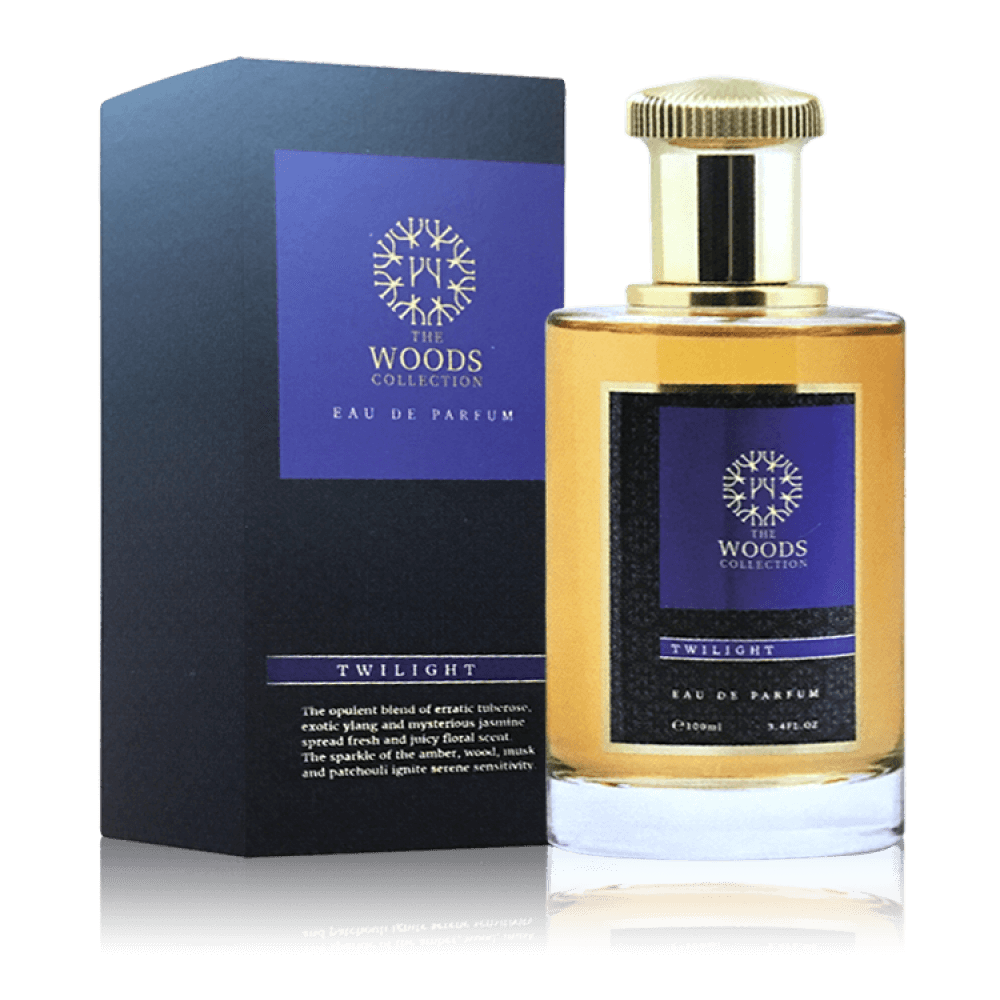 THE
WOODS
COLLECTION
EAU DE PARFUM
TWILIGHT
The opulent blend of erratic tuberose,
exotic ylang and mysterious jasmine
spread fresh and juicy floral scent.
The sparkle of the amber, wood, musk
and patchouli ignite serene sensitivity.
THE
WOODS
COLLECTION
TWILIGHT
EAU DE PARFUM
℮100ml 3.4FL.OZ